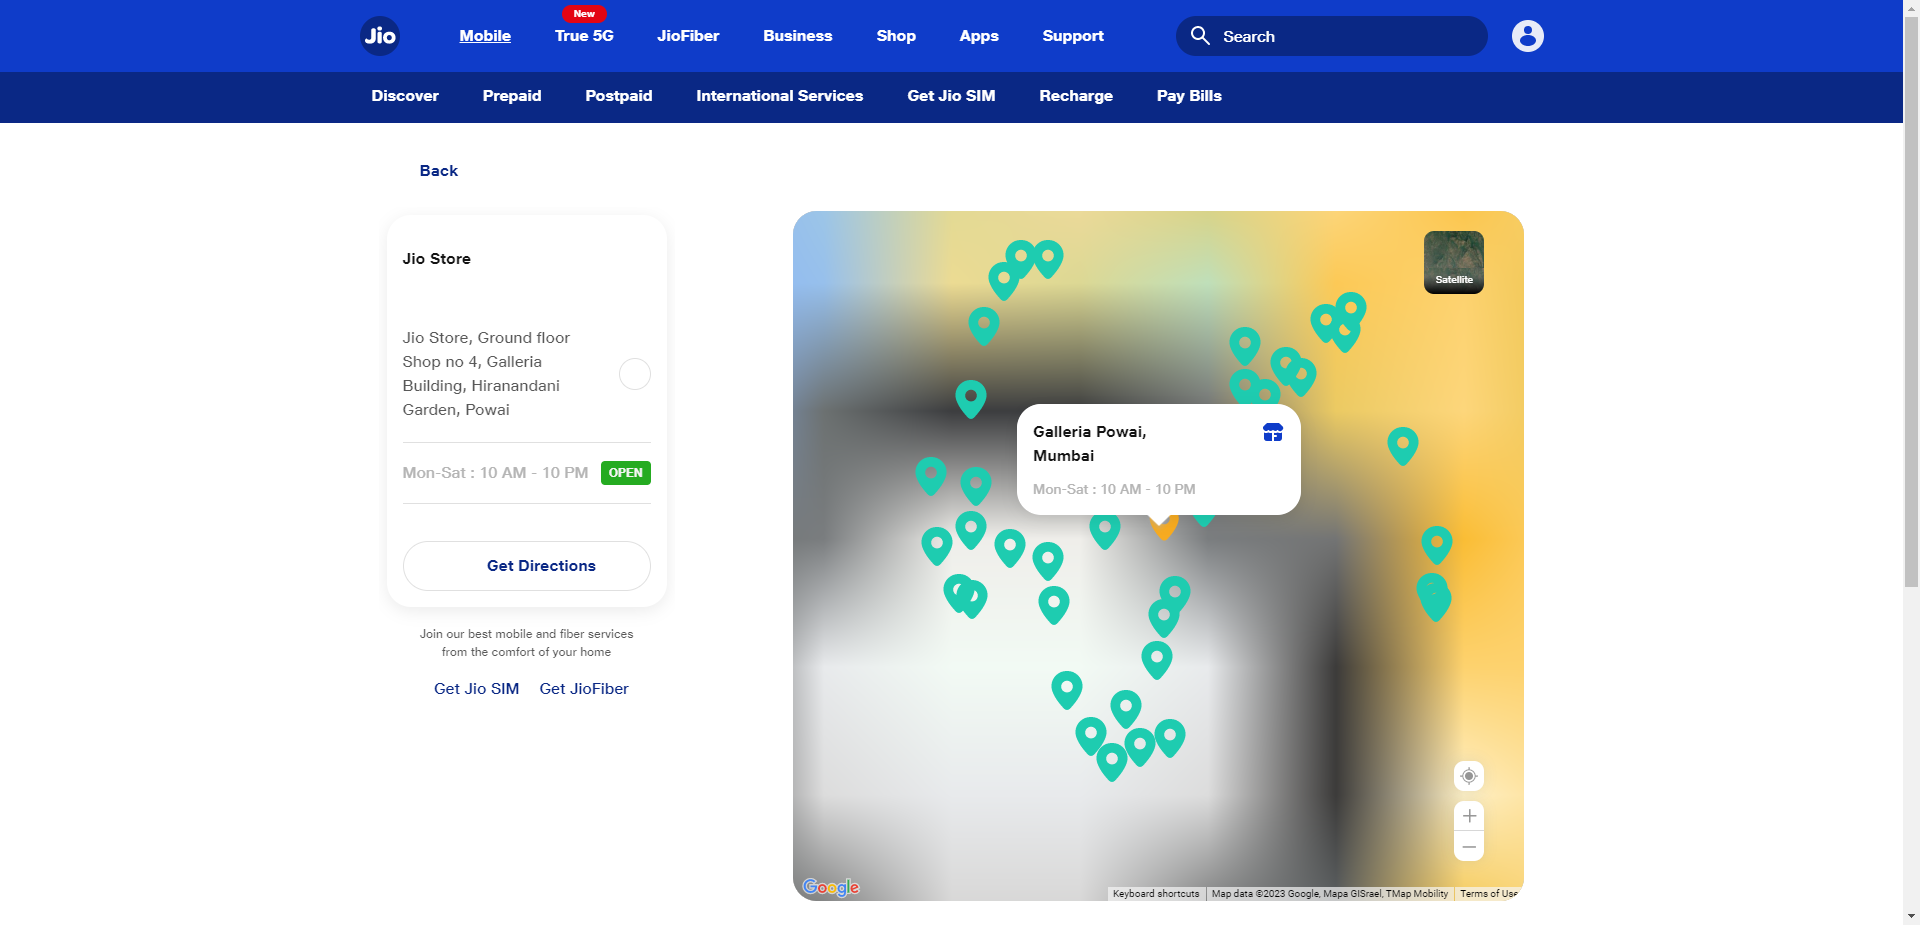 Jio
Mobile
New
True 5G
JioFiber
Business
Shop
Apps
Support
Search
Discover
Prepaid
Postpaid
International Services
Get Jio SIM
Recharge
Pay Bills
Back
Jio Store
Jio Store, Ground floor
Shop no 4, Galleria
Building, Hiranandani
Garden, Powai
Mon-Sat : 10 AM - 10 PM
OPEN
Get Directions
Join our best mobile and fiber services
from the comfort of your home
Get Jio SIM
Get JioFiber
Satellite
Galleria Powai,
Mumbai
Mon-Sat : 10 AM - 10 PM
Google
Keyboard shortcuts
Map data ©2023 Google, Mapa GISrael, TMap Mobility
Terms of Use